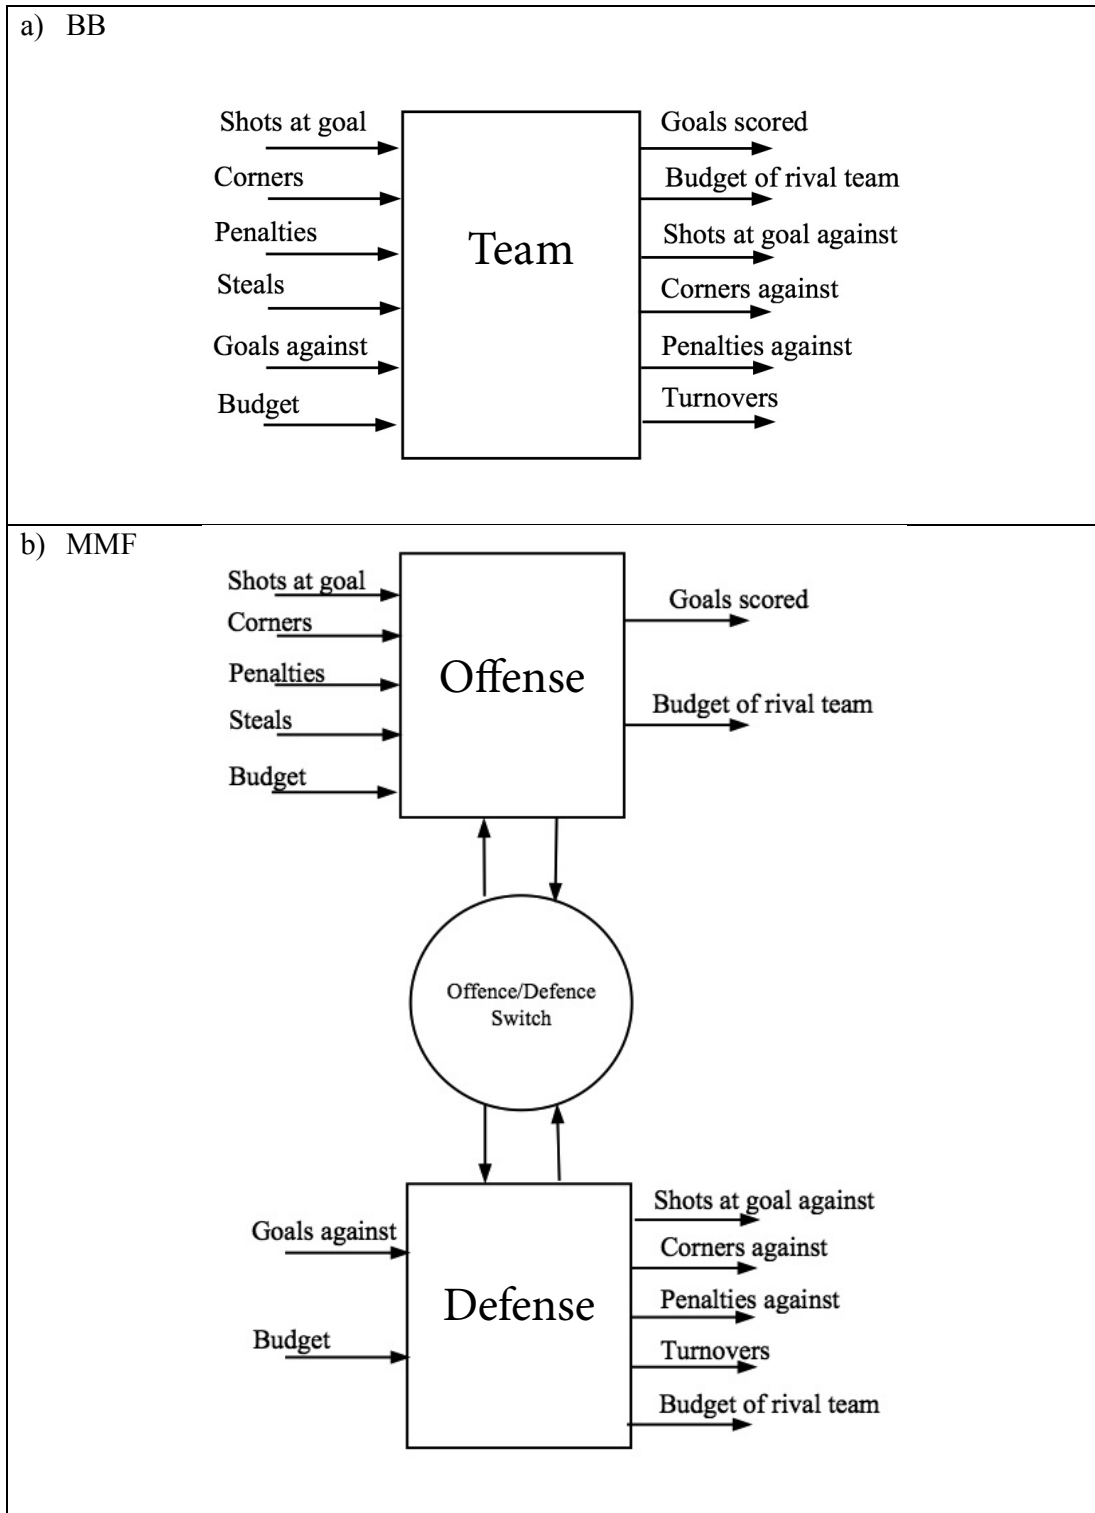 a) BB
Shots at goal
Corners
Penalties
Steals
Goals against
Budget
Team
Goals scored
Budget of rival team
Shots at goal against
Corners against
Penalties against
Turnovers
b) MMF
Shots at goal
Corners
Penalties
Steals
Budget
Offense
Goals scored
Budget of rival team
Offence/Defence
Switch
Goals against
Budget
Defense
Shots at goal against
Corners against
Penalties against
Turnovers
Budget of rival team